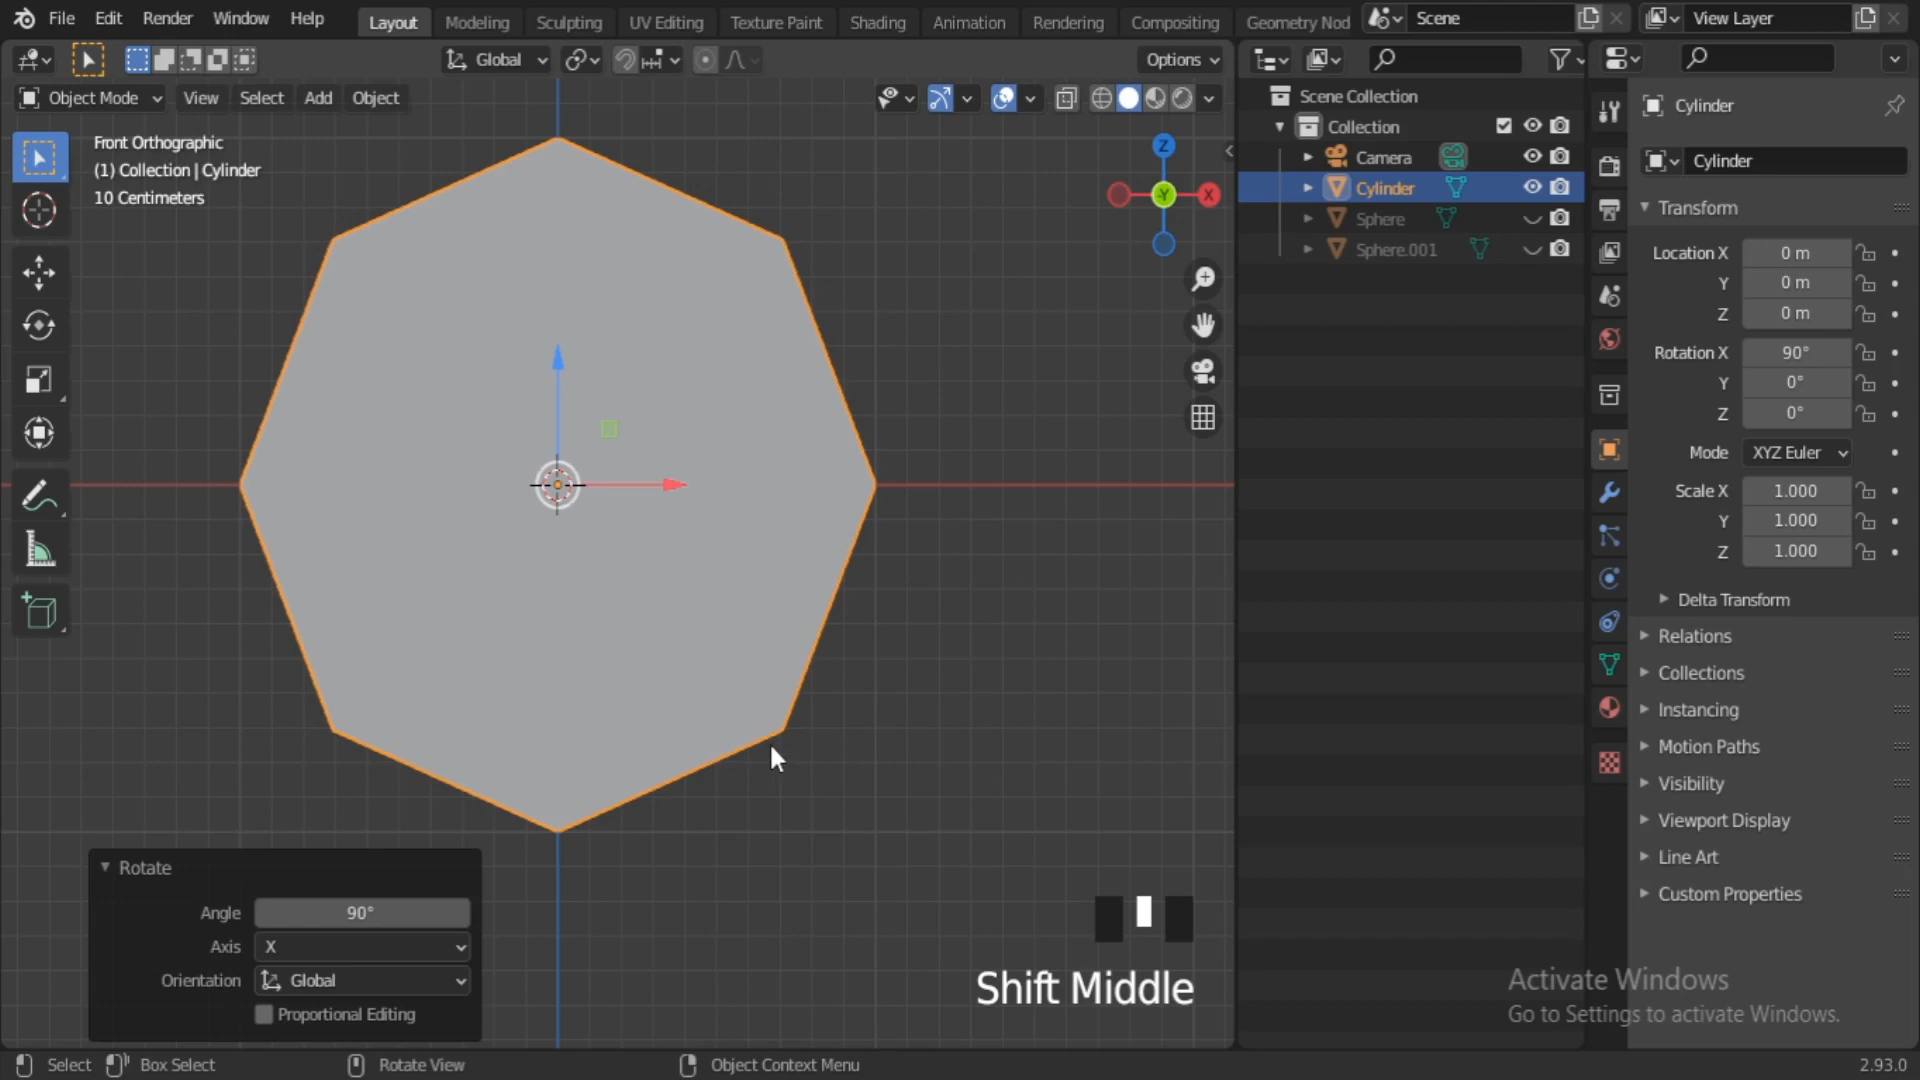 File Edit Render Window Help Layout Modeling Sculpting UV Editing Texture Paint Shading Animation Rendering Compositing Geometry Nod Scene View Layer
Global Options
Object Mode View Select Add Object
Front Orthographic
(1) Collection | Cylinder
10 Centimeters
Z
Y
X
Scene Collection
Collection
Camera
Cylinder
Sphere
Sphere.001
Cylinder
Cylinder
Transform
Location X 0 m
Y 0 m
Z 0 m
Rotation X 90°
Y 0°
Z 0°
Mode XYZ Euler
Scale X 1.000
Y 1.000
Z 1.000
Delta Transform
Relations
Collections
Instancing
Motion Paths
Visibility
Viewport Display
Line Art
Custom Properties
Rotate
Angle 90°
Axis X
Orientation Global
Proportional Editing
Shift Middle
Activate Windows
Go to Settings to activate Windows.
Select Box Select Rotate View Object Context Menu 2.93.0